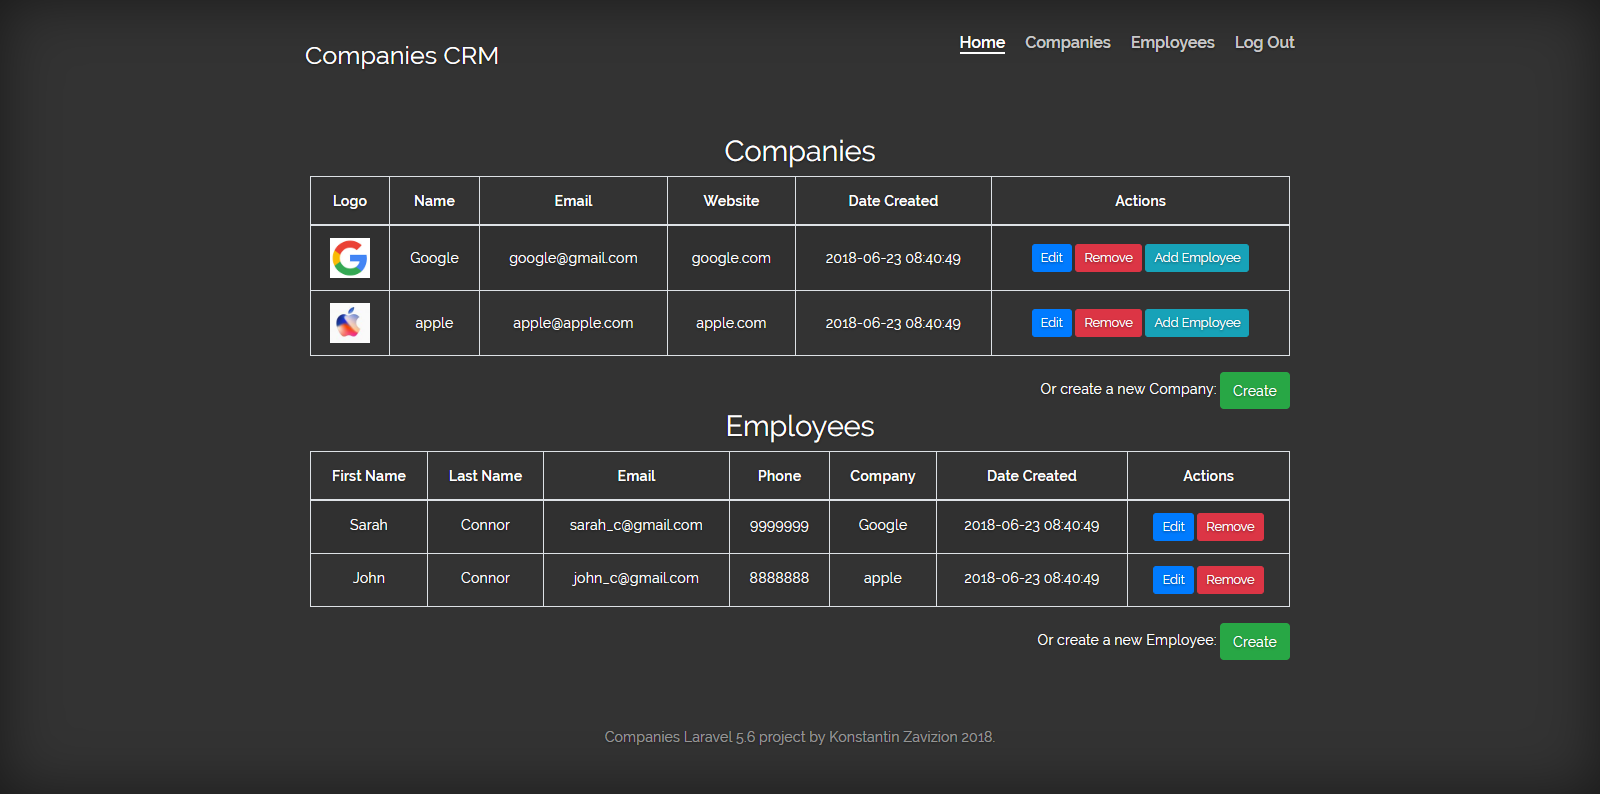 Companies CRM
Home Companies Employees Log Out
Companies
Logo Name Email Website Date Created Actions
Google google@gmail.com google.com 2018-06-23 08:40:49 Edit Remove Add Employee
apple apple@apple.com apple.com 2018-06-23 08:40:49 Edit Remove Add Employee
Or create a new Company: Create
Employees
First Name Last Name Email Phone Company Date Created Actions
Sarah Connor sarah_c@gmail.com 9999999 Google 2018-06-23 08:40:49 Edit Remove
John Connor john_c@gmail.com 8888888 apple 2018-06-23 08:40:49 Edit Remove
Or create a new Employee: Create
Companies Laravel 5.6 project by Konstantin Zavizion 2018.